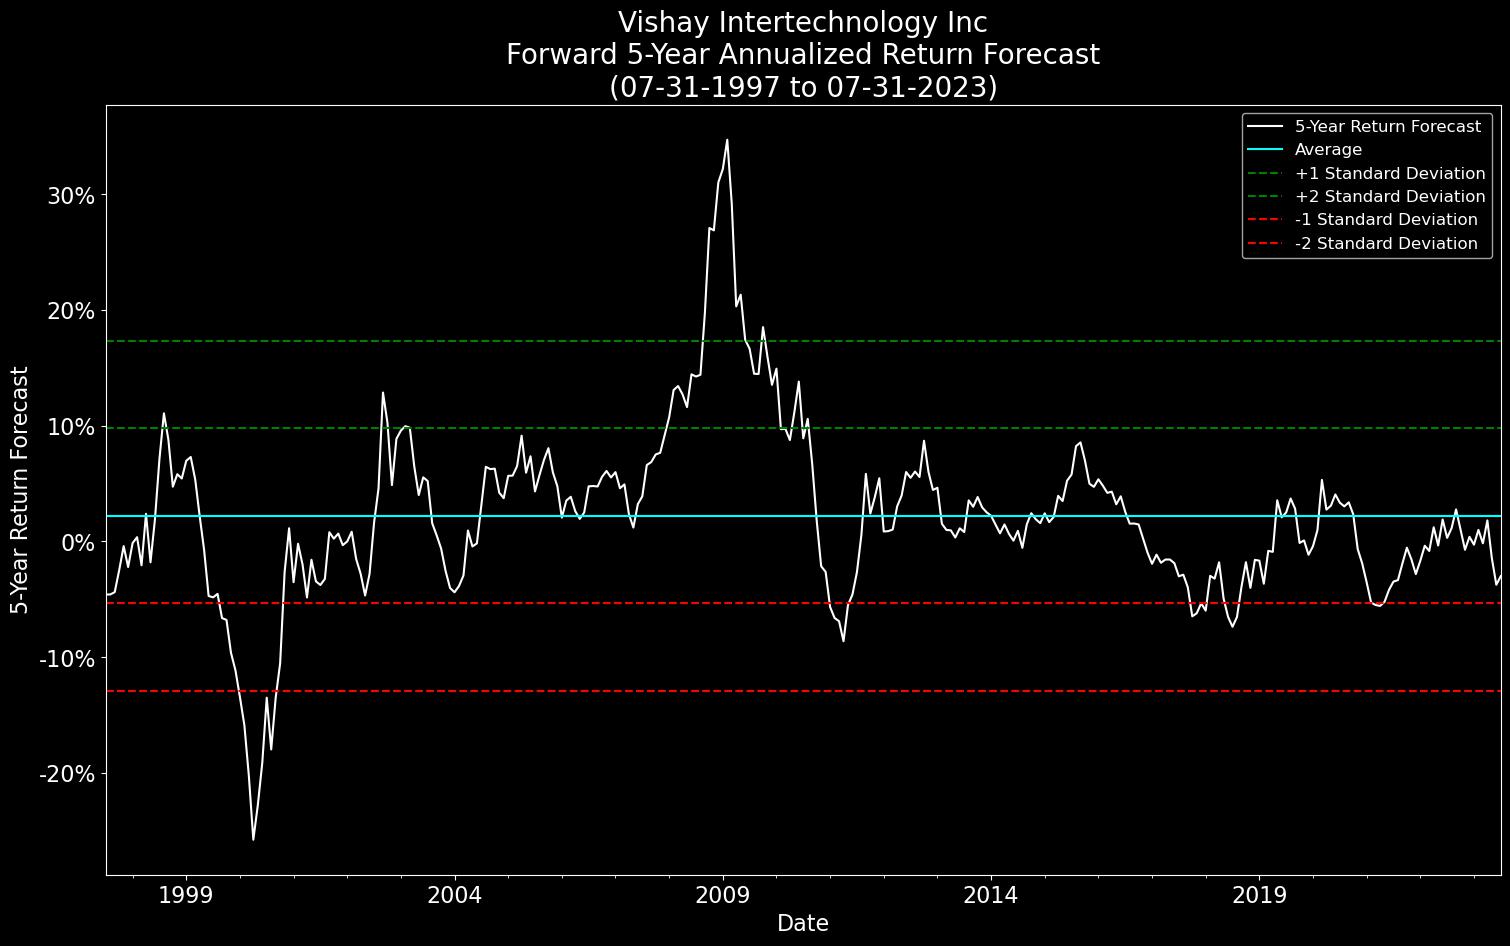 Vishay Intertechnology Inc
Forward 5-Year Annualized Return Forecast
(07-31-1997 to 07-31-2023)
5-Year Return Forecast
Average
+1 Standard Deviation
+2 Standard Deviation
-1 Standard Deviation
-2 Standard Deviation
5-Year Return Forecast
30%
20%
10%
0%
-10%
-20%
1999
2004
2009
2014
2019
Date